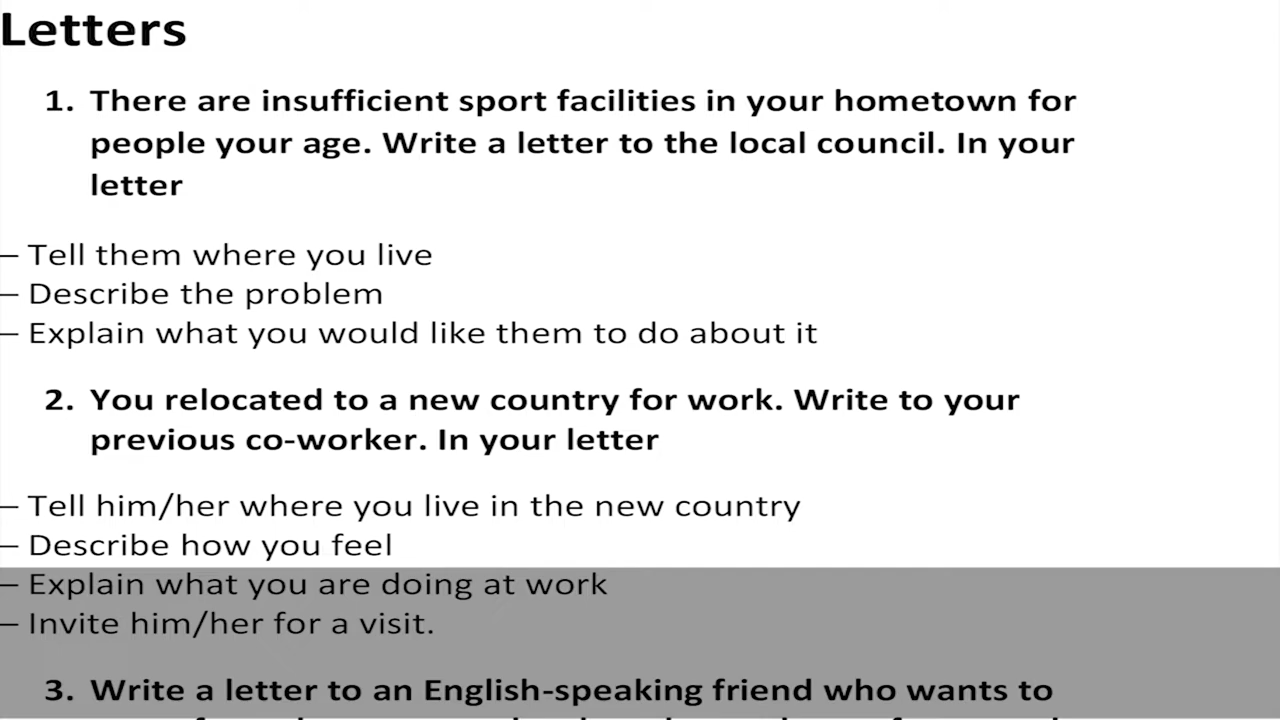 Letters
1. There are insufficient sport facilities in your hometown for
people your age. Write a letter to the local council. In your
letter
– Tell them where you live
– Describe the problem
– Explain what you would like them to do about it
2. You relocated to a new country for work. Write to your
previous co-worker. In your letter
– Tell him/her where you live in the new country
– Describe how you feel
– Explain what you are doing at work
– Invite him/her for a visit.
3. Write a letter to an English-speaking friend who wants to